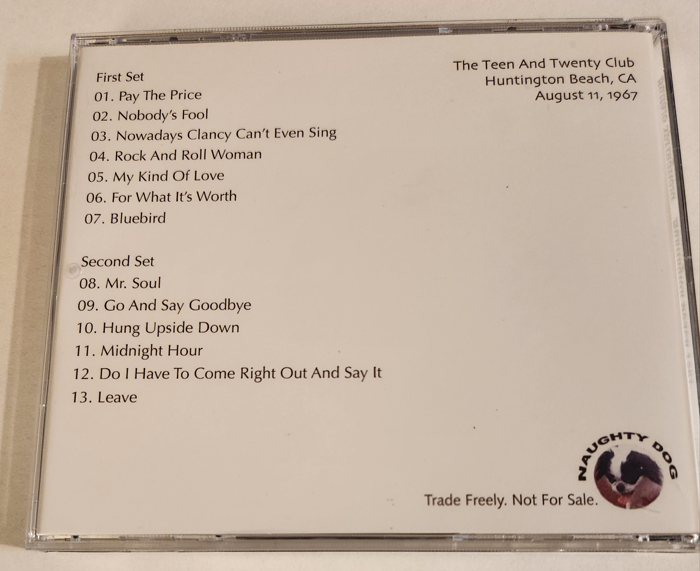 The Teen And Twenty Club
Huntington Beach, CA
August 11, 1967
First Set
01. Pay The Price
02. Nobody's Fool
03. Nowadays Clancy Can't Even Sing
04. Rock And Roll Woman
05. My Kind Of Love
06. For What It's Worth
07. Bluebird
Second Set
08. Mr. Soul
09. Go And Say Goodbye
10. Hung Upside Down
11. Midnight Hour
12. Do I Have To Come Right Out And Say It
13. Leave
NAUGHTY DOG
Trade Freely. Not For Sale.